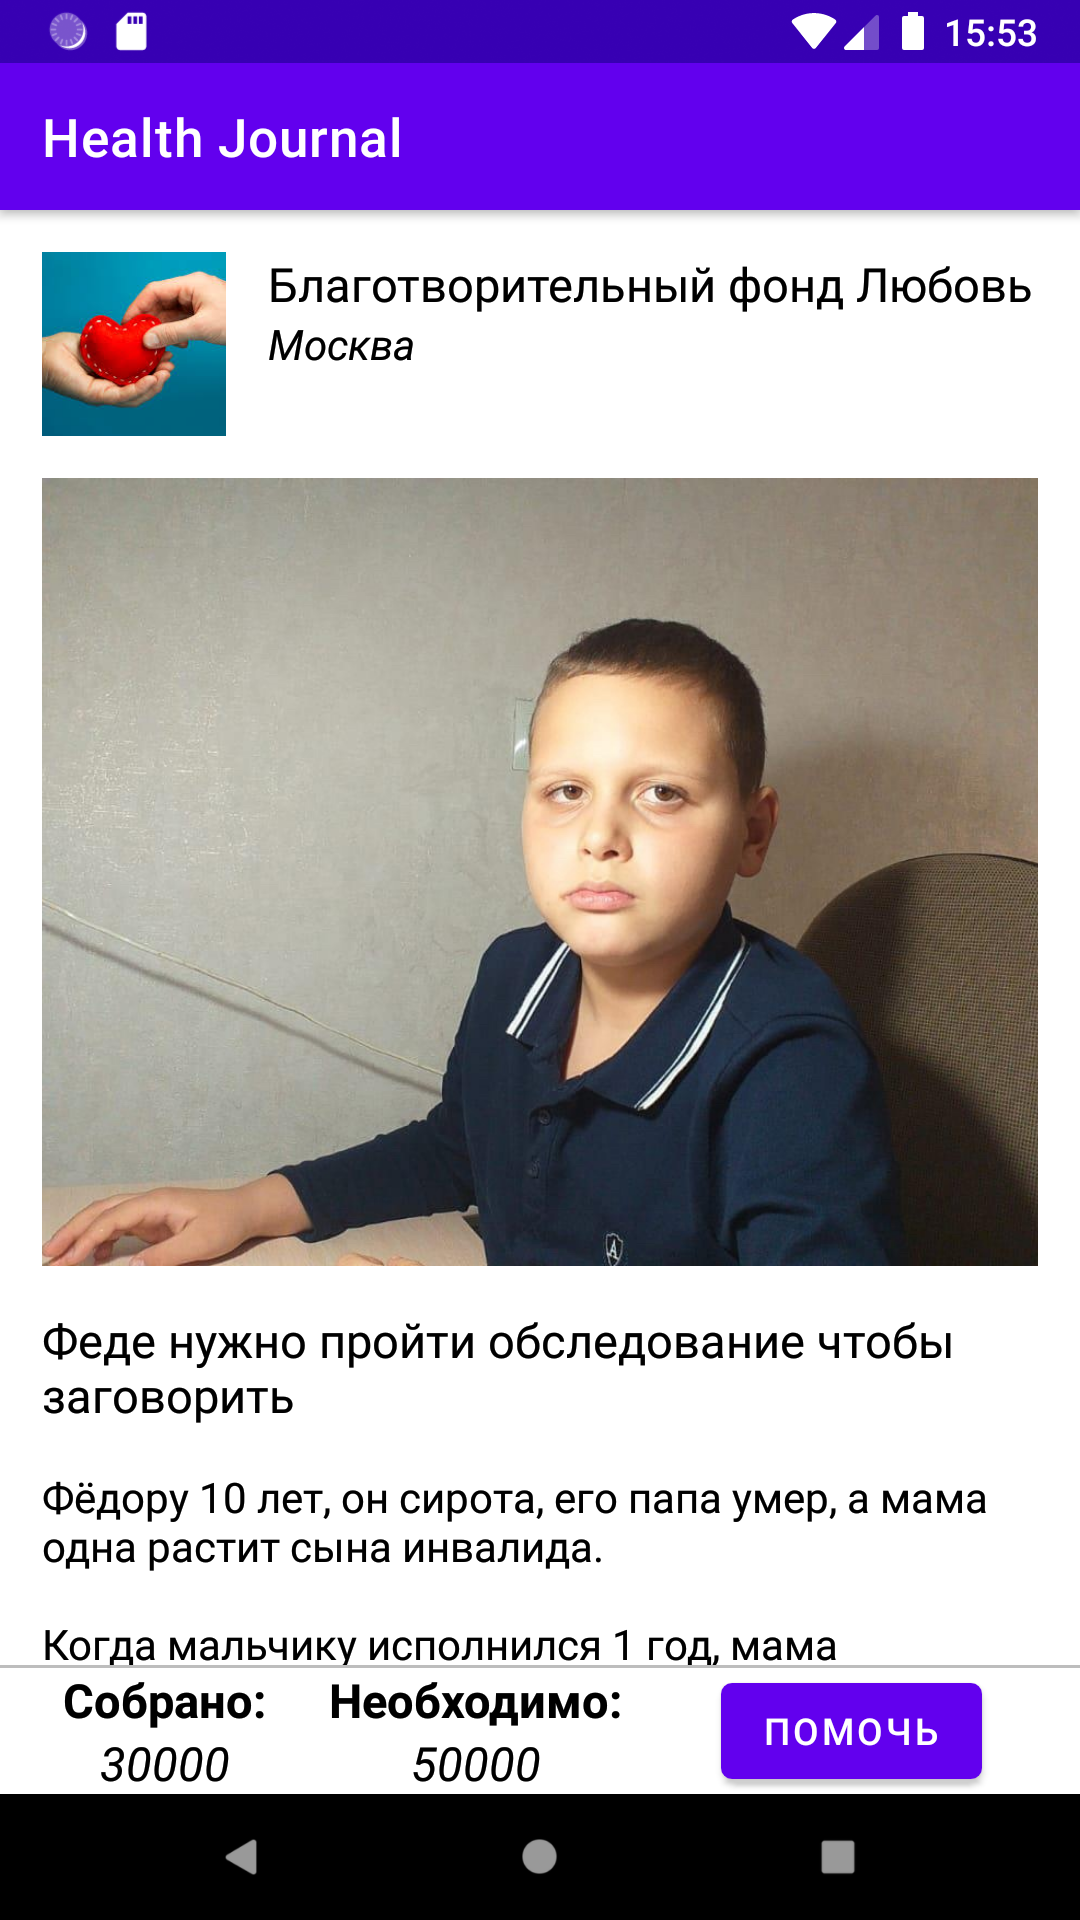 15:53
Health Journal
Благотворительный фонд Любовь
Москва
Феде нужно пройти обследование чтобы
заговорить
Фёдору 10 лет, он сирота, его папа умер, а мама
одна растит сына инвалида.
Когда мальчику исполнился 1 год, мама
Собрано: Необходимо:
30000 50000
ПОМОЧЬ